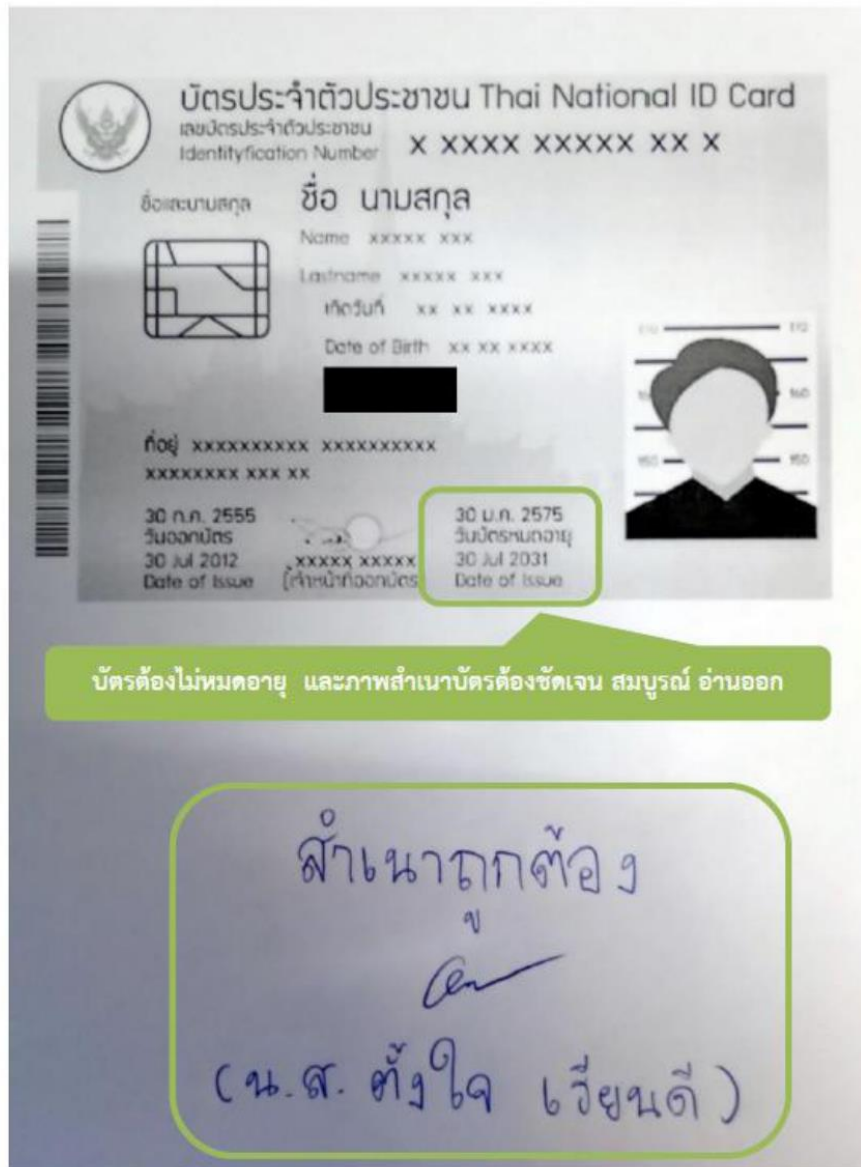 บัตรประจำตัวประชาชน Thai National ID Card
เลขบัตรประจำตัวประชาชน
Identityfication Number X XXXX XXXXX XX X
ชื่อและนามสกุล ชื่อ นามสกุล
Name xxxxx xxx
Lastname xxxxx xxx
เกิดวันที่ xx xx xxxx
Date of Birth xx xx xxxx
160
150 150
ที่อยู่ xxxxxxxxxx xxxxxxxxxx
xxxxxxxx xxx xx
30 ก.ค. 2555
วันออกบัตร
30 Jul 2012
Date of Issue
xxxxx xxxxx
(เจ้าหน้าที่ออกบัตร)
30 ม.ค. 2575
วันบัตรหมดอายุ
30 Jul 2031
Date of Issue
บัตรต้องไม่หมดอายุ และภาพสำเนาบัตรต้องชัดเจน สมบูรณ์ อ่านออก
สำเนาถูกต้อง
(น.ส. ตั้งใจ เรียนดี)